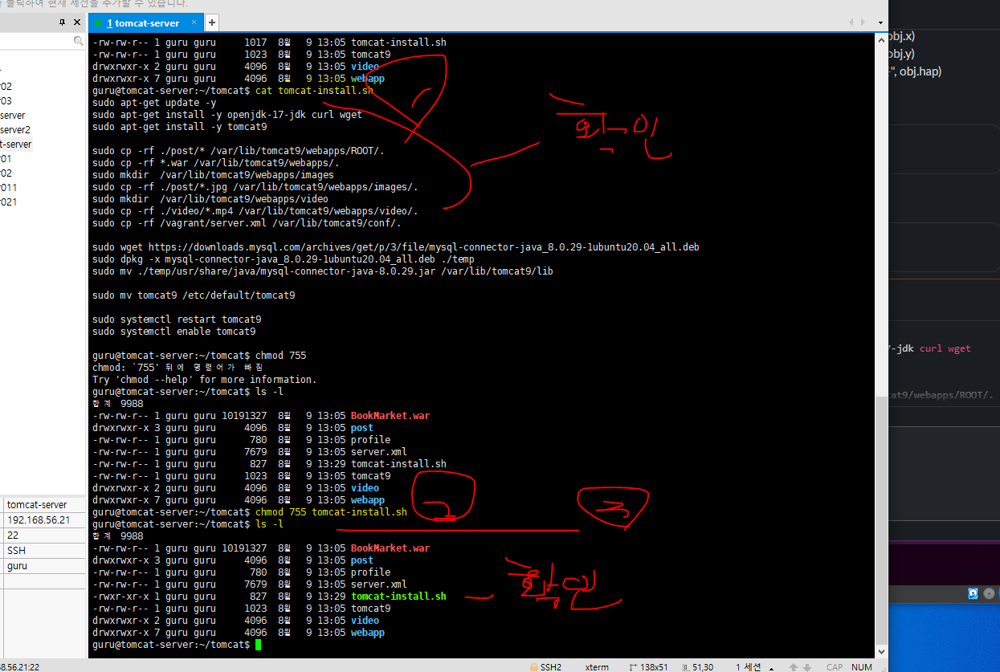 클릭하여 현재 세션을 추가할 수 있습니다.
1 tomcat-server
-rw-rw-r-- 1 guru guru 1017 8월 9 13:05 tomcat-install.sh
-rw-rw-r-- 1 guru guru 1023 8월 9 13:05 tomcat9
drwxrwxr-x 2 guru guru 4096 8월 9 13:05 video
drwxrwxr-x 7 guru guru 4096 8월 9 13:05 webapp
guru@tomcat-server:~/tomcat$ cat tomcat-install.sh
sudo apt-get update -y
sudo apt-get install -y openjdk-17-jdk curl wget
sudo apt-get install -y tomcat9
sudo cp -rf ./post/* /var/lib/tomcat9/webapps/ROOT/.
sudo cp -rf *.war /var/lib/tomcat9/webapps/.
sudo mkdir  /var/lib/tomcat9/webapps/images
sudo cp -rf ./post/*.jpg /var/lib/tomcat9/webapps/images/.
sudo mkdir  /var/lib/tomcat9/webapps/video
sudo cp -rf ./video/*.mp4 /var/lib/tomcat9/webapps/video/.
sudo cp -rf /vagrant/server.xml /var/lib/tomcat9/conf/.
sudo wget https://downloads.mysql.com/archives/get/p/3/file/mysql-connector-java_8.0.29-1ubuntu20.04_all.deb
sudo dpkg -x mysql-connector-java_8.0.29-1ubuntu20.04_all.deb ./temp
sudo mv ./temp/usr/share/java/mysql-connector-java-8.0.29.jar /var/lib/tomcat9/lib
sudo mv tomcat9 /etc/default/tomcat9
sudo systemctl restart tomcat9
sudo systemctl enable tomcat9
guru@tomcat-server:~/tomcat$ chmod 755
chmod: `755' 뒤에 명령어가 빠짐
Try 'chmod --help' for more information.
guru@tomcat-server:~/tomcat$ ls -l
합계 9988
-rw-rw-r-- 1 guru guru 10191327 8월 9 13:05 BookMarket.war
drwxrwxr-x 3 guru guru 4096 8월 9 13:05 post
-rw-rw-r-- 1 guru guru 780 8월 9 13:05 profile
-rw-rw-r-- 1 guru guru 7679 8월 9 13:05 server.xml
-rw-rw-r-- 1 guru guru 827 8월 9 13:29 tomcat-install.sh
-rw-rw-r-- 1 guru guru 1023 8월 9 13:05 tomcat9
drwxrwxr-x 2 guru guru 4096 8월 9 13:05 video
drwxrwxr-x 7 guru guru 4096 8월 9 13:05 webapp
guru@tomcat-server:~/tomcat$ chmod 755 tomcat-install.sh
guru@tomcat-server:~/tomcat$ ls -l
합계 9988
-rw-rw-r-- 1 guru guru 10191327 8월 9 13:05 BookMarket.war
drwxrwxr-x 3 guru guru 4096 8월 9 13:05 post
-rw-rw-r-- 1 guru guru 780 8월 9 13:05 profile
-rw-rw-r-- 1 guru guru 7679 8월 9 13:05 server.xml
-rwxr-xr-x 1 guru guru 827 8월 9 13:29 tomcat-install.sh
-rw-rw-r-- 1 guru guru 1023 8월 9 13:05 tomcat9
drwxrwxr-x 2 guru guru 4096 8월 9 13:05 video
drwxrwxr-x 7 guru guru 4096 8월 9 13:05 webapp
guru@tomcat-server:~/tomcat$
1
확인
2
3
확인
r02
r03
server
server2
t-server
r01
r02
r011
r021
tomcat-server
192.168.56.21
22
SSH
guru
obj.x)
obj.y)
", obj.hap)
7-jdk curl wget
cat9/webapps/ROOT/.
8.56.21:22
SSH2
xterm
138x51
51,30
1 세션
CAP
NUM